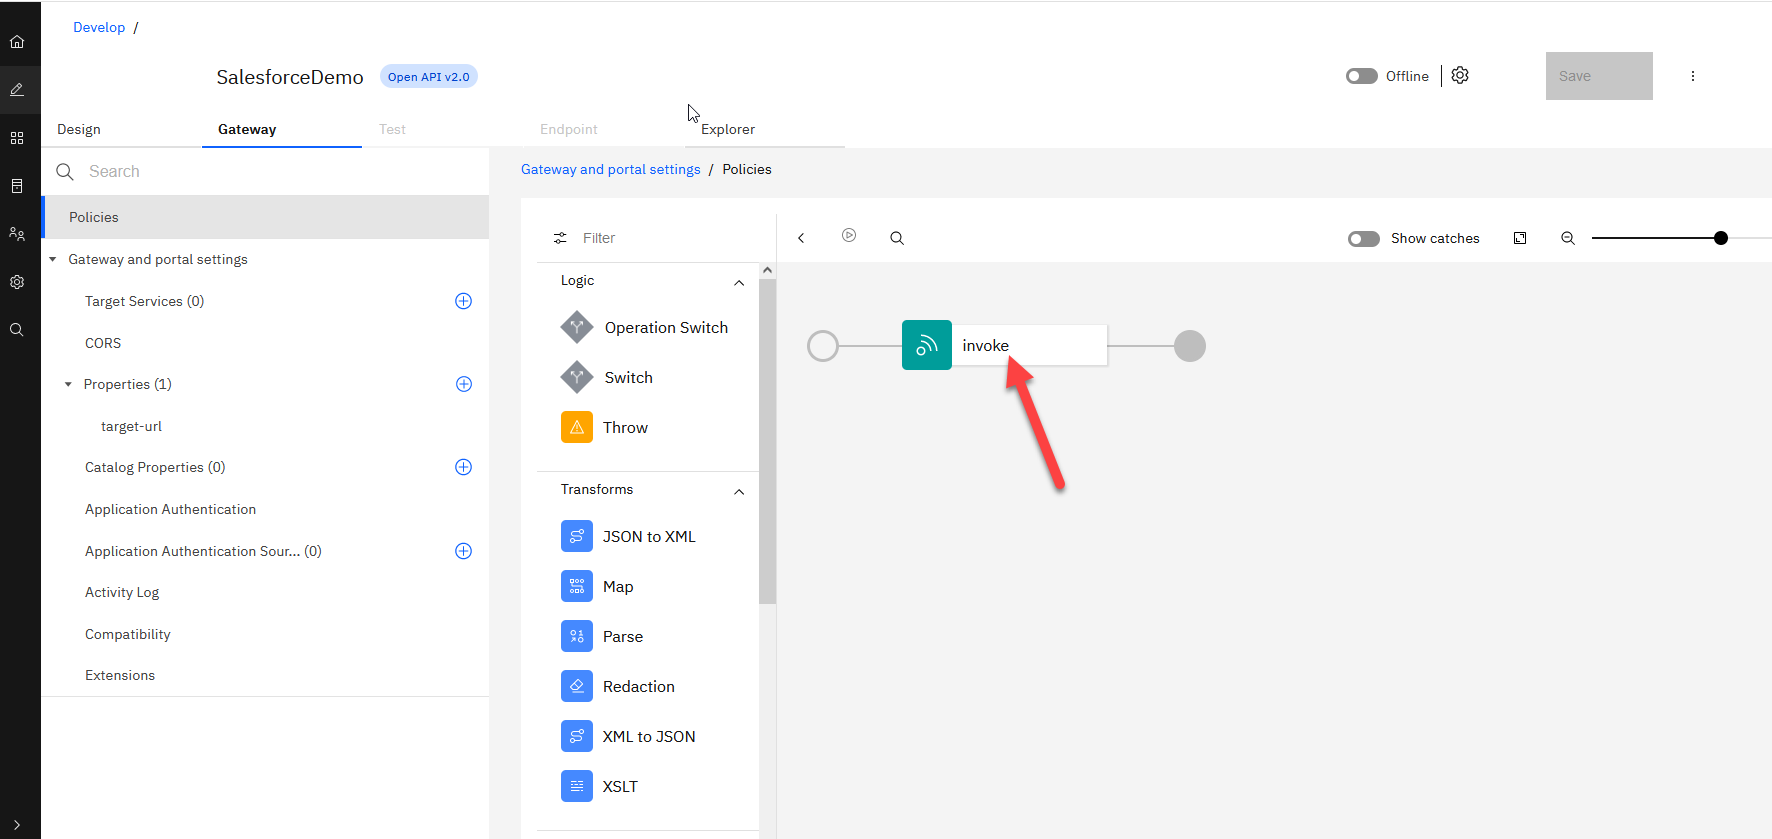 Develop /
SalesforceDemo Open API v2.0 Offline Save
Design Gateway Test Endpoint Explorer
Search
Policies
Gateway and portal settings
Target Services (0)
CORS
Properties (1)
target-url
Catalog Properties (0)
Application Authentication
Application Authentication Sour... (0)
Activity Log
Compatibility
Extensions
Gateway and portal settings / Policies
Filter
Show catches
Logic
Operation Switch
Switch
Throw
Transforms
JSON to XML
Map
Parse
Redaction
XML to JSON
XSLT
invoke